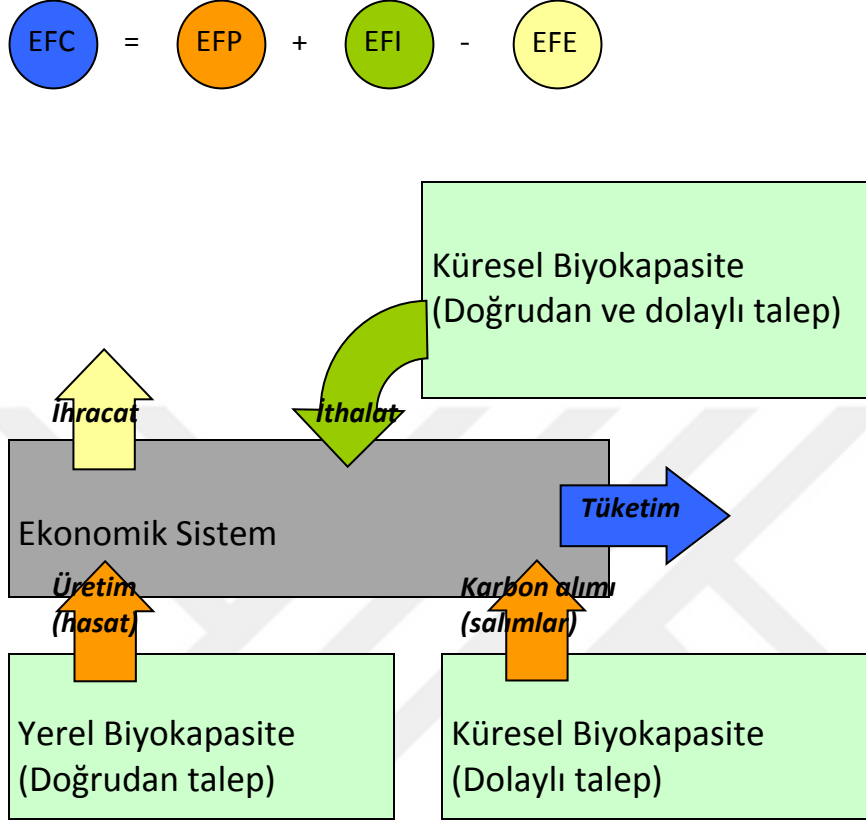 EFC = EFP + EFI - EFE
Küresel Biyokapasite
(Doğrudan ve dolaylı talep)
İhracat
İthalat
Tüketim
Ekonomik Sistem
Üretim
(hasat)
Karbon alımı
(salımlar)
Yerel Biyokapasite
(Doğrudan talep)
Küresel Biyokapasite
(Dolaylı talep)